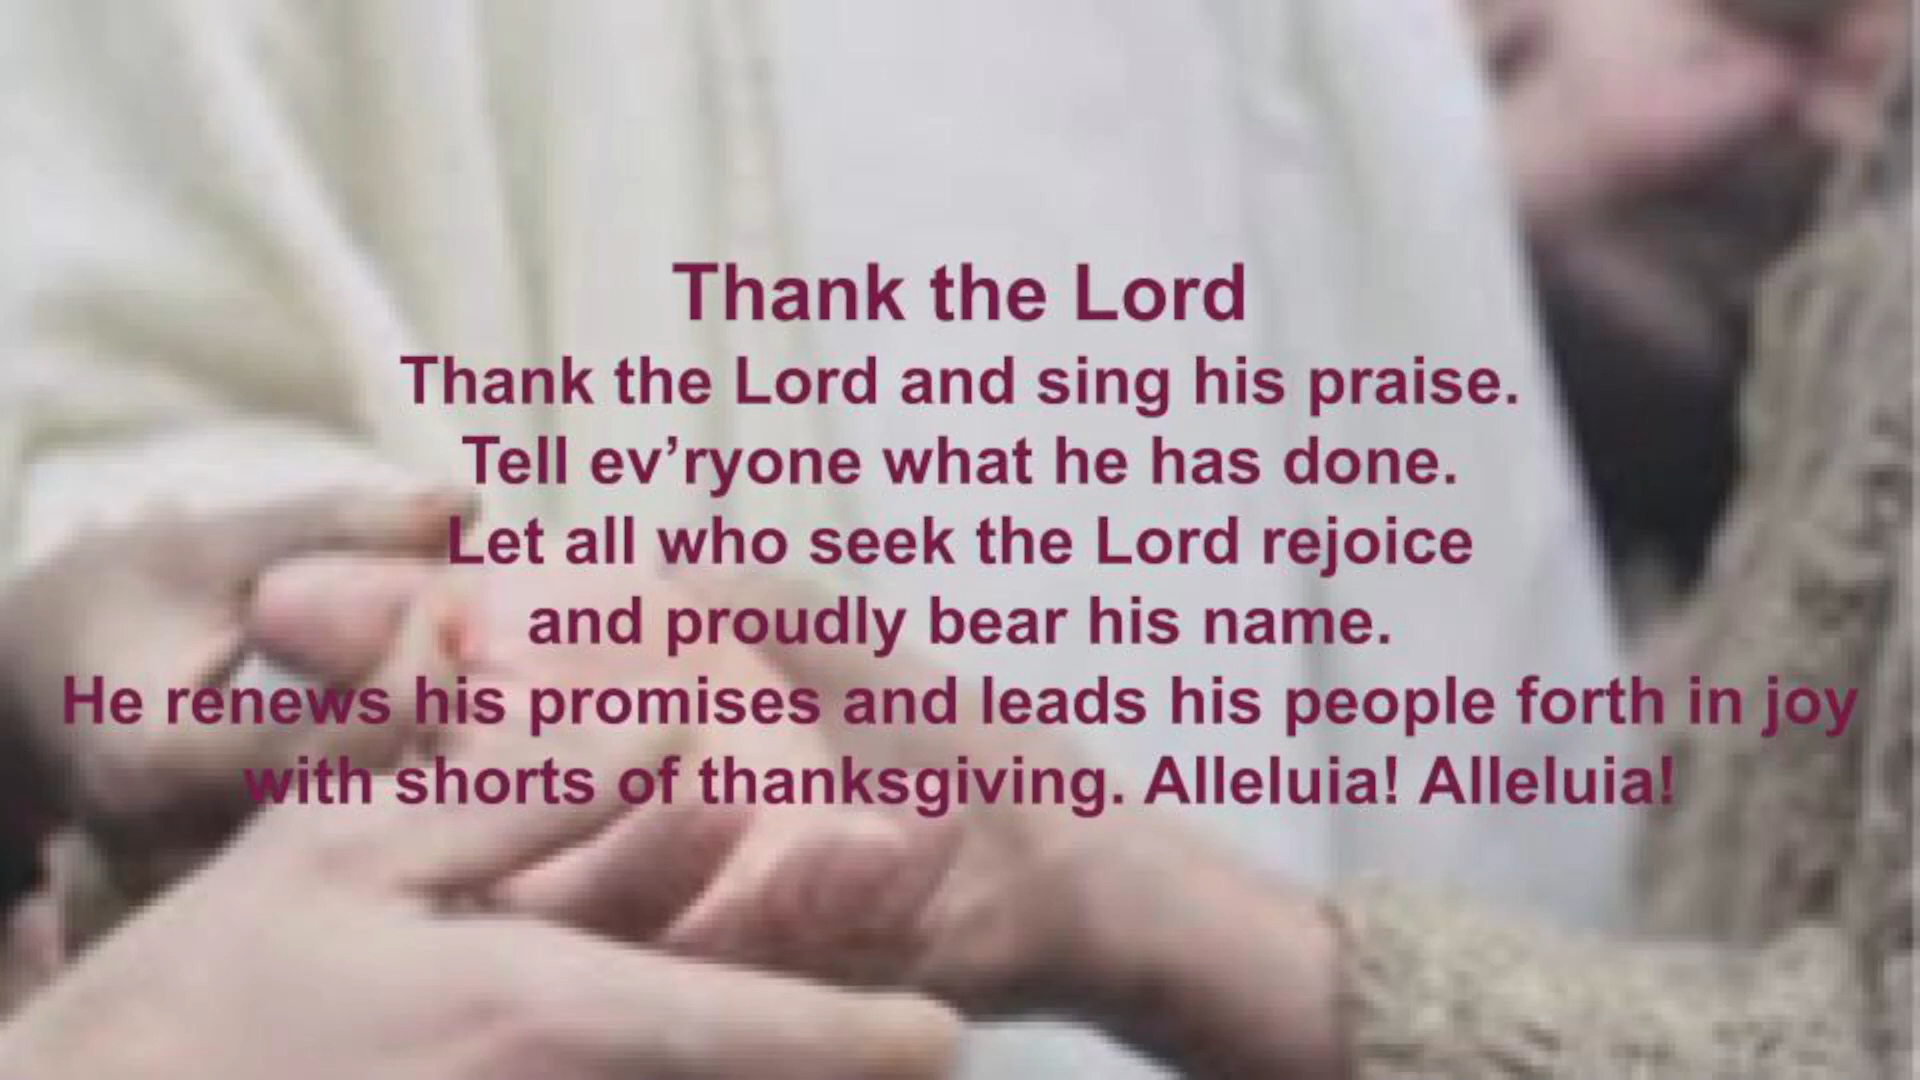 Thank the Lord
Thank the Lord and sing his praise.
Tell ev’ryone what he has done.
Let all who seek the Lord rejoice
and proudly bear his name.
He renews his promises and leads his people forth in joy
with shorts of thanksgiving. Alleluia! Alleluia!